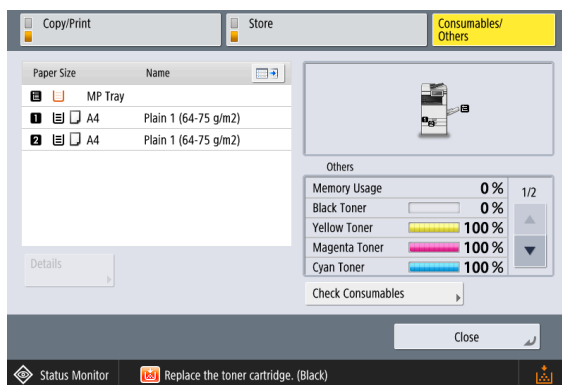 Copy/Print
Store
Consumables/
Others
Paper Size Name
MP Tray
1 A4 Plain 1 (64-75 g/m2)
2 A4 Plain 1 (64-75 g/m2)
Others
Memory Usage 0 %
Black Toner 0 %
Yellow Toner 100 %
Magenta Toner 100 %
Cyan Toner 100 %
1/2
Details
Check Consumables
Close
Status Monitor
Replace the toner cartridge. (Black)